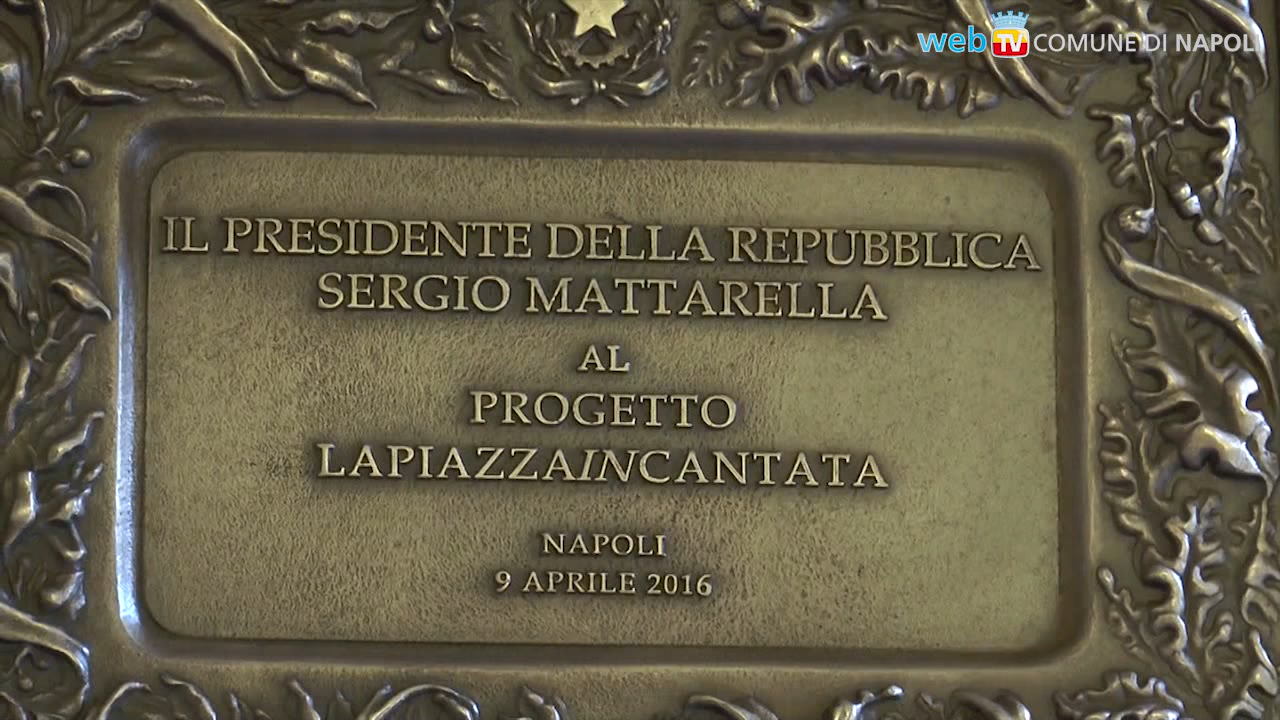 web TV COMUNE DI NAPOLI
IL PRESIDENTE DELLA REPUBBLICA
SERGIO MATTARELLA
AL
PROGETTO
LAPIAZZAINCANTATA
NAPOLI
9 APRILE 2016